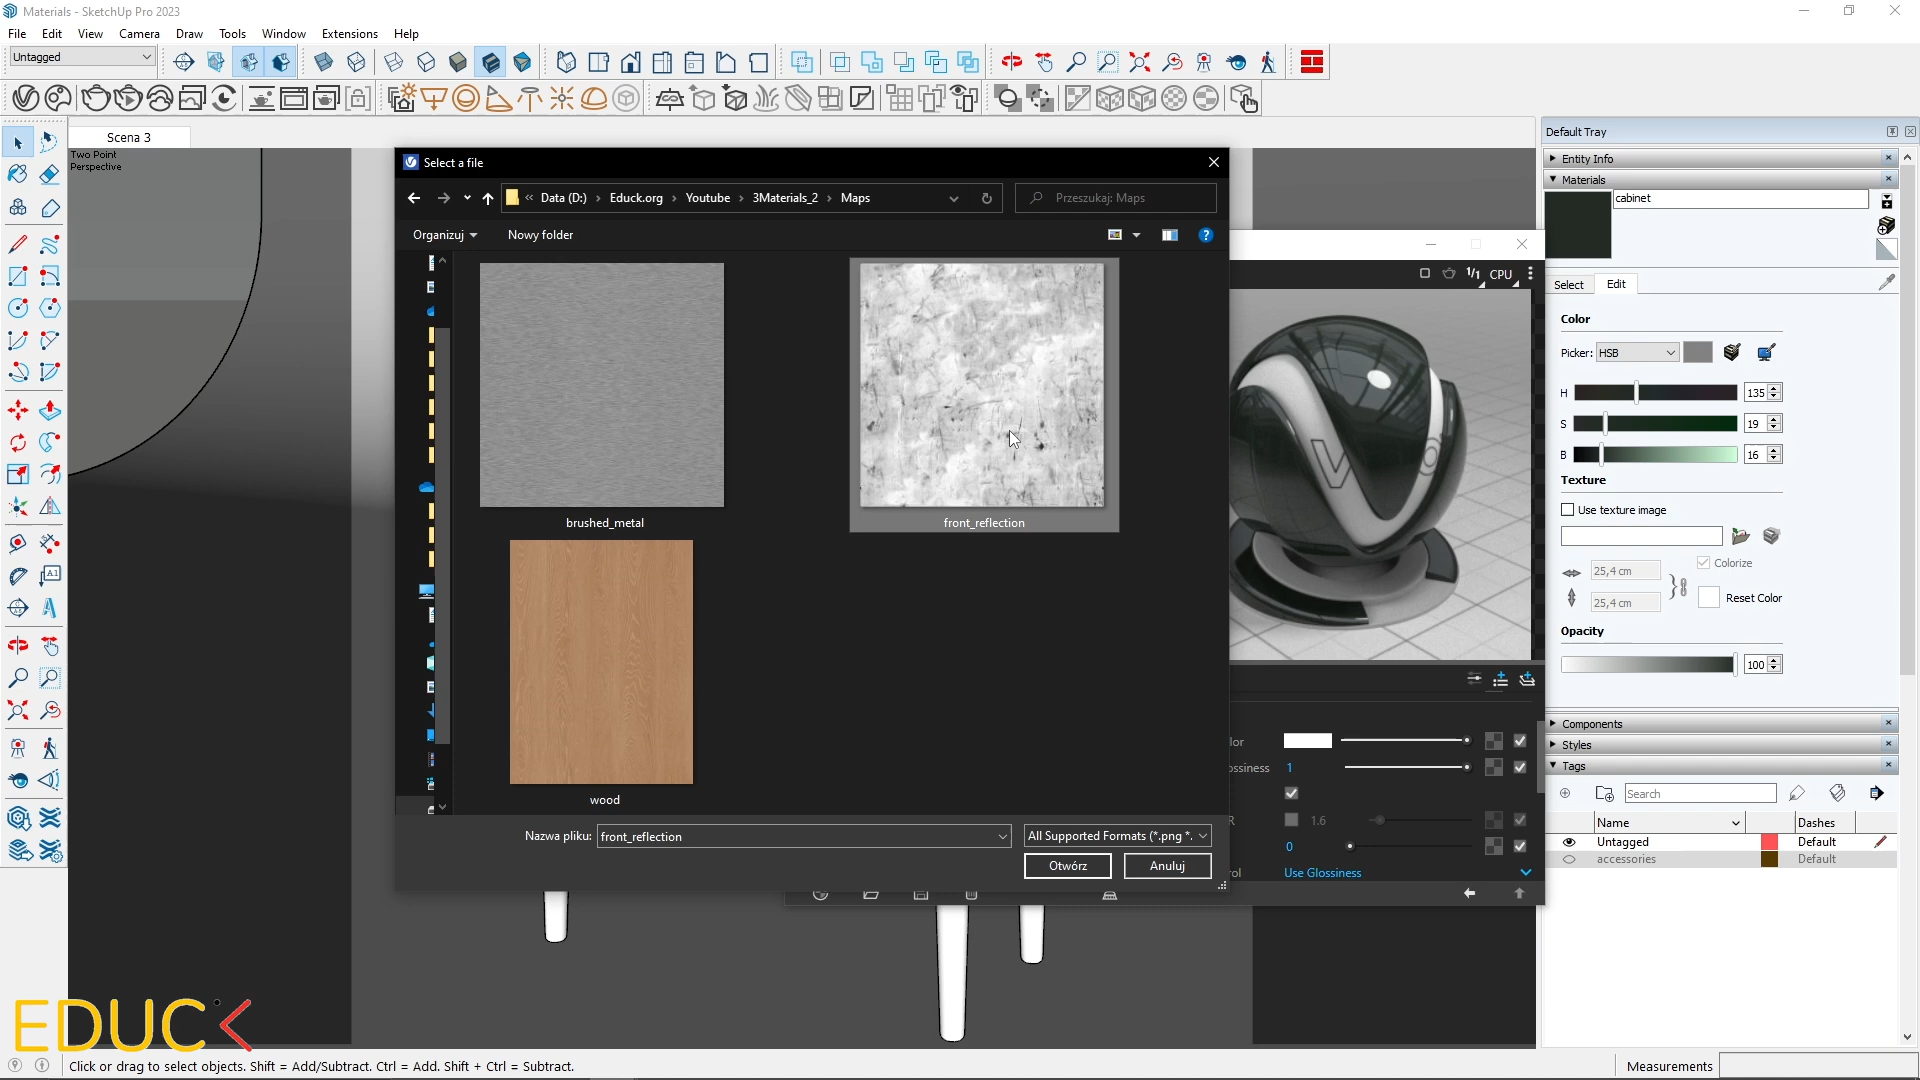 Materials - SketchUp Pro 2023
File Edit View Camera Draw Tools Window Extensions Help
Untagged
Scena 3
Two Point
Perspective
Select a file
« Data (D:) › Educk.org › Youtube › 3Materials_2 › Maps
Przeszukaj: Maps
Organizuj
Nowy folder
brushed_metal
front_reflection
wood
Nazwa pliku: front_reflection
All Supported Formats (*.png *.
Otwórz
Anuluj
1/1 CPU
lor
ossiness 1
R 1.6
0
rol Use Glossiness
Default Tray
Entity Info
Materials
cabinet
Select Edit
Color
Picker: HSB
H 135
S 19
B 16
Texture
Use texture image
25,4 cm
Colorize
25,4 cm
Reset Color
Opacity
100
Components
Styles
Tags
Search
Name Dashes
Untagged Default
accessories Default
EDUCK
Click or drag to select objects. Shift = Add/Subtract. Ctrl = Add. Shift + Ctrl = Subtract.
Measurements